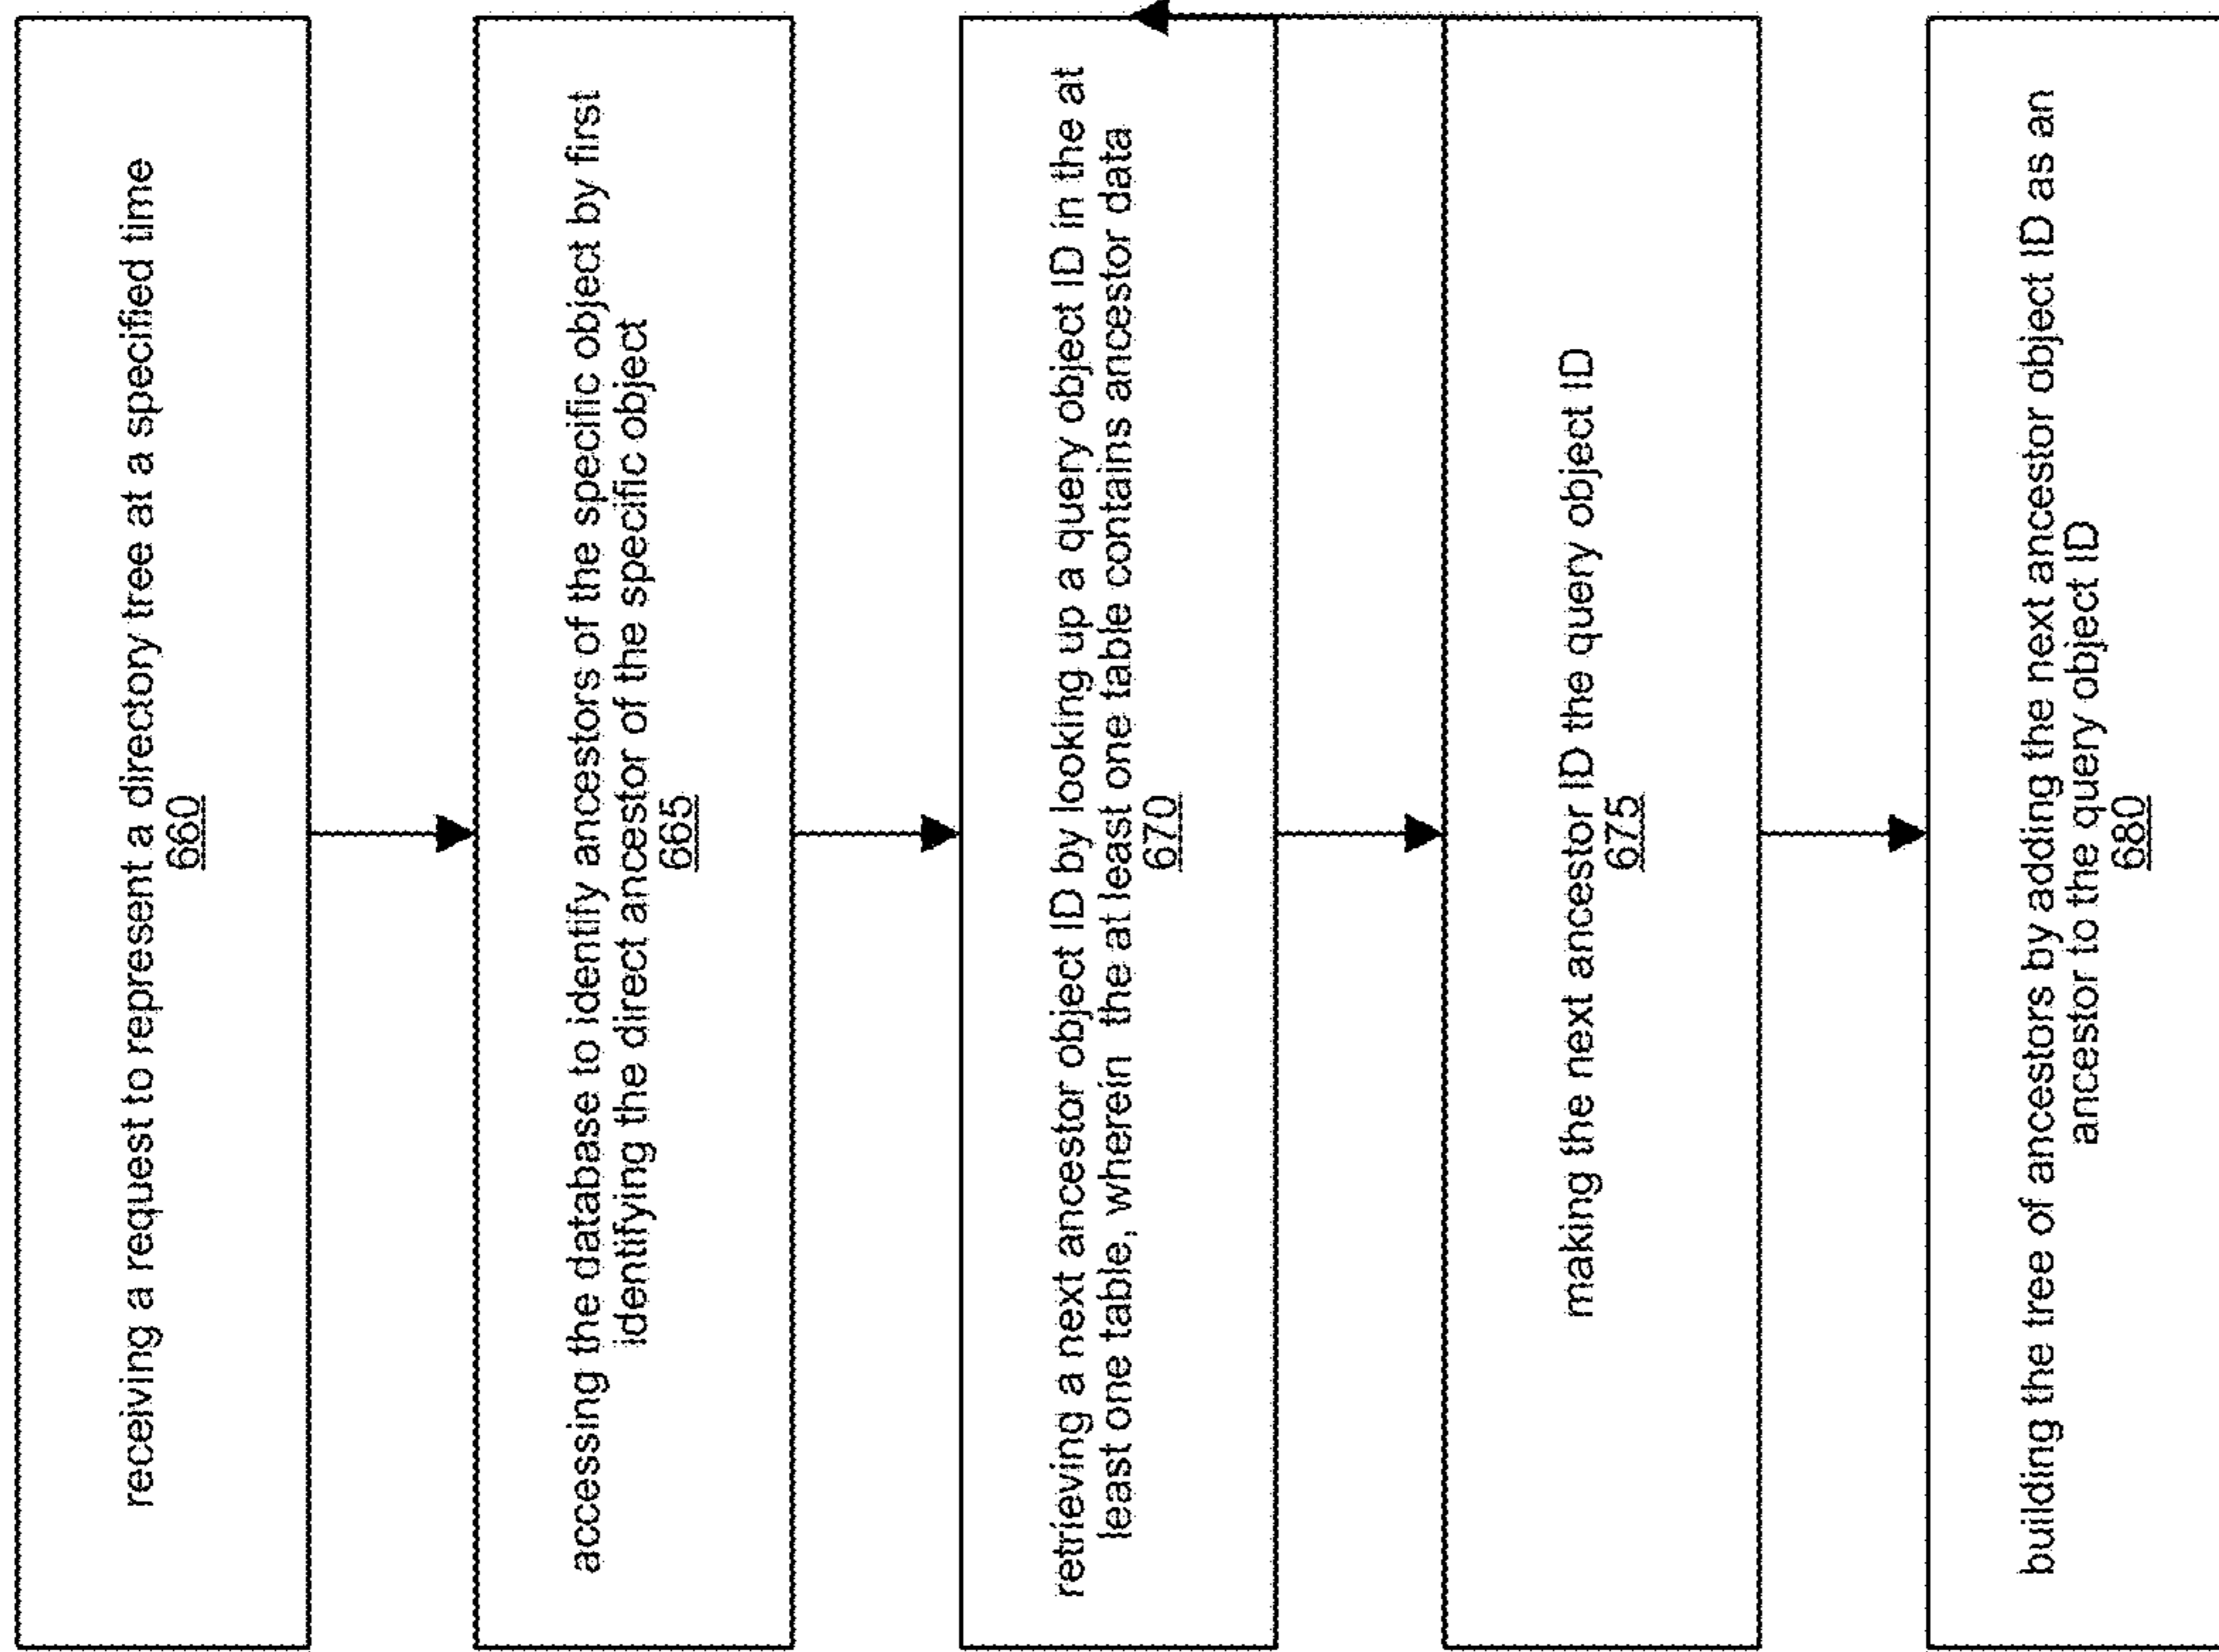 receiving a request to represent a directory tree at a specified time
660
accessing the database to identify ancestors of the specific object by first
identifying the direct ancestor of the specific object
665
retrieving a next ancestor object ID by looking up a query object ID in the at
least one table, wherein the at least one table contains ancestor data
670
making the next ancestor ID the query object ID
675
building the tree of ancestors by adding the next ancestor object ID as an
ancestor to the query object ID
680